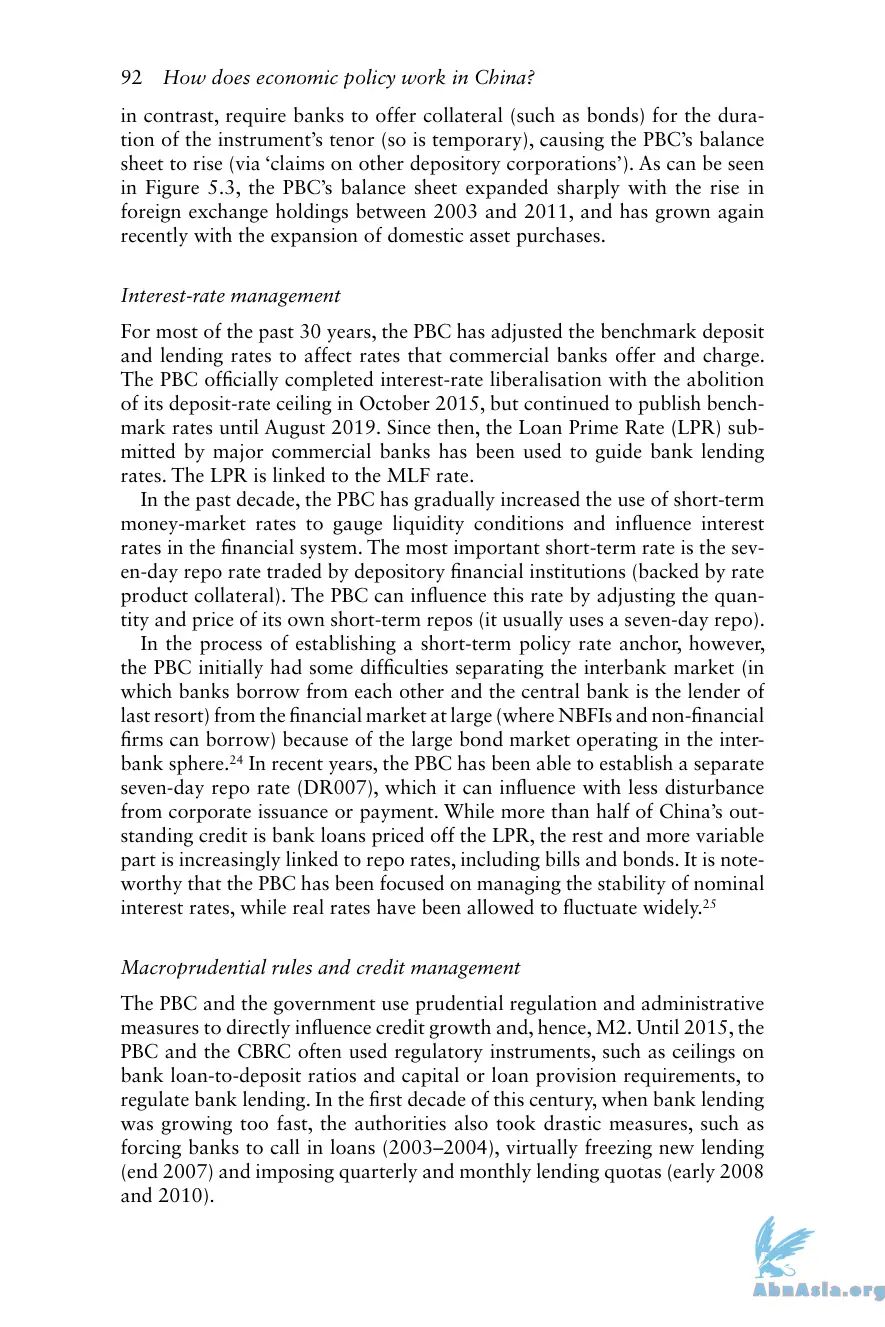 92 How does economic policy work in China?
in contrast, require banks to offer collateral (such as bonds) for the dura-
tion of the instrument’s tenor (so is temporary), causing the PBC’s balance
sheet to rise (via ‘claims on other depository corporations’). As can be seen
in Figure 5.3, the PBC’s balance sheet expanded sharply with the rise in
foreign exchange holdings between 2003 and 2011, and has grown again
recently with the expansion of domestic asset purchases.
Interest-rate management
For most of the past 30 years, the PBC has adjusted the benchmark deposit
and lending rates to affect rates that commercial banks offer and charge.
The PBC officially completed interest-rate liberalisation with the abolition
of its deposit-rate ceiling in October 2015, but continued to publish bench-
mark rates until August 2019. Since then, the Loan Prime Rate (LPR) sub-
mitted by major commercial banks has been used to guide bank lending
rates. The LPR is linked to the MLF rate.
In the past decade, the PBC has gradually increased the use of short-term
money-market rates to gauge liquidity conditions and influence interest
rates in the financial system. The most important short-term rate is the sev-
en-day repo rate traded by depository financial institutions (backed by rate
product collateral). The PBC can influence this rate by adjusting the quan-
tity and price of its own short-term repos (it usually uses a seven-day repo).
In the process of establishing a short-term policy rate anchor, however,
the PBC initially had some difficulties separating the interbank market (in
which banks borrow from each other and the central bank is the lender of
last resort) from the financial market at large (where NBFIs and non-financial
firms can borrow) because of the large bond market operating in the inter-
bank sphere.²⁴ In recent years, the PBC has been able to establish a separate
seven-day repo rate (DR007), which it can influence with less disturbance
from corporate issuance or payment. While more than half of China’s out-
standing credit is bank loans priced off the LPR, the rest and more variable
part is increasingly linked to repo rates, including bills and bonds. It is note-
worthy that the PBC has been focused on managing the stability of nominal
interest rates, while real rates have been allowed to fluctuate widely.²⁵
Macroprudential rules and credit management
The PBC and the government use prudential regulation and administrative
measures to directly influence credit growth and, hence, M2. Until 2015, the
PBC and the CBRC often used regulatory instruments, such as ceilings on
bank loan-to-deposit ratios and capital or loan provision requirements, to
regulate bank lending. In the first decade of this century, when bank lending
was growing too fast, the authorities also took drastic measures, such as
forcing banks to call in loans (2003–2004), virtually freezing new lending
(end 2007) and imposing quarterly and monthly lending quotas (early 2008
and 2010).
AbnAsia.org